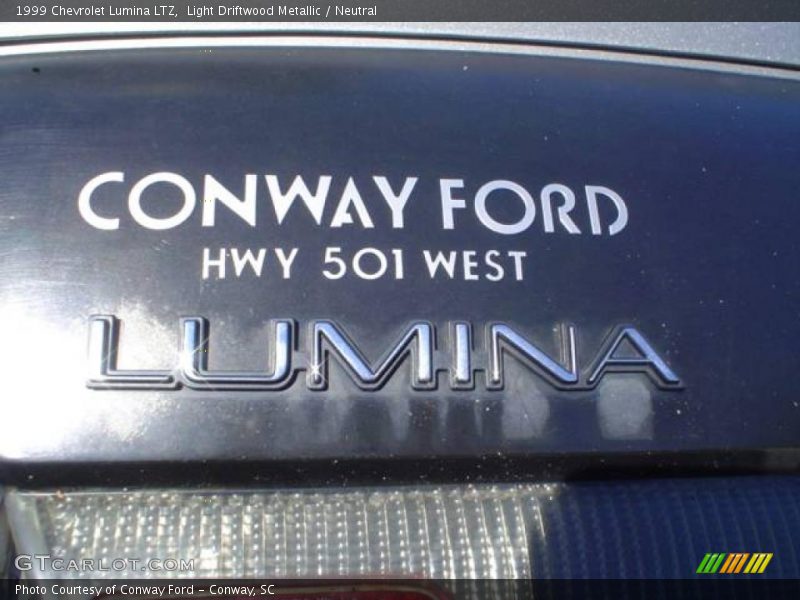 1999 Chevrolet Lumina LTZ, Light Driftwood Metallic / Neutral
CONWAY FORD
HWY 501 WEST
LUMINA
GTCARLOT.COM
Photo Courtesy of Conway Ford - Conway, SC